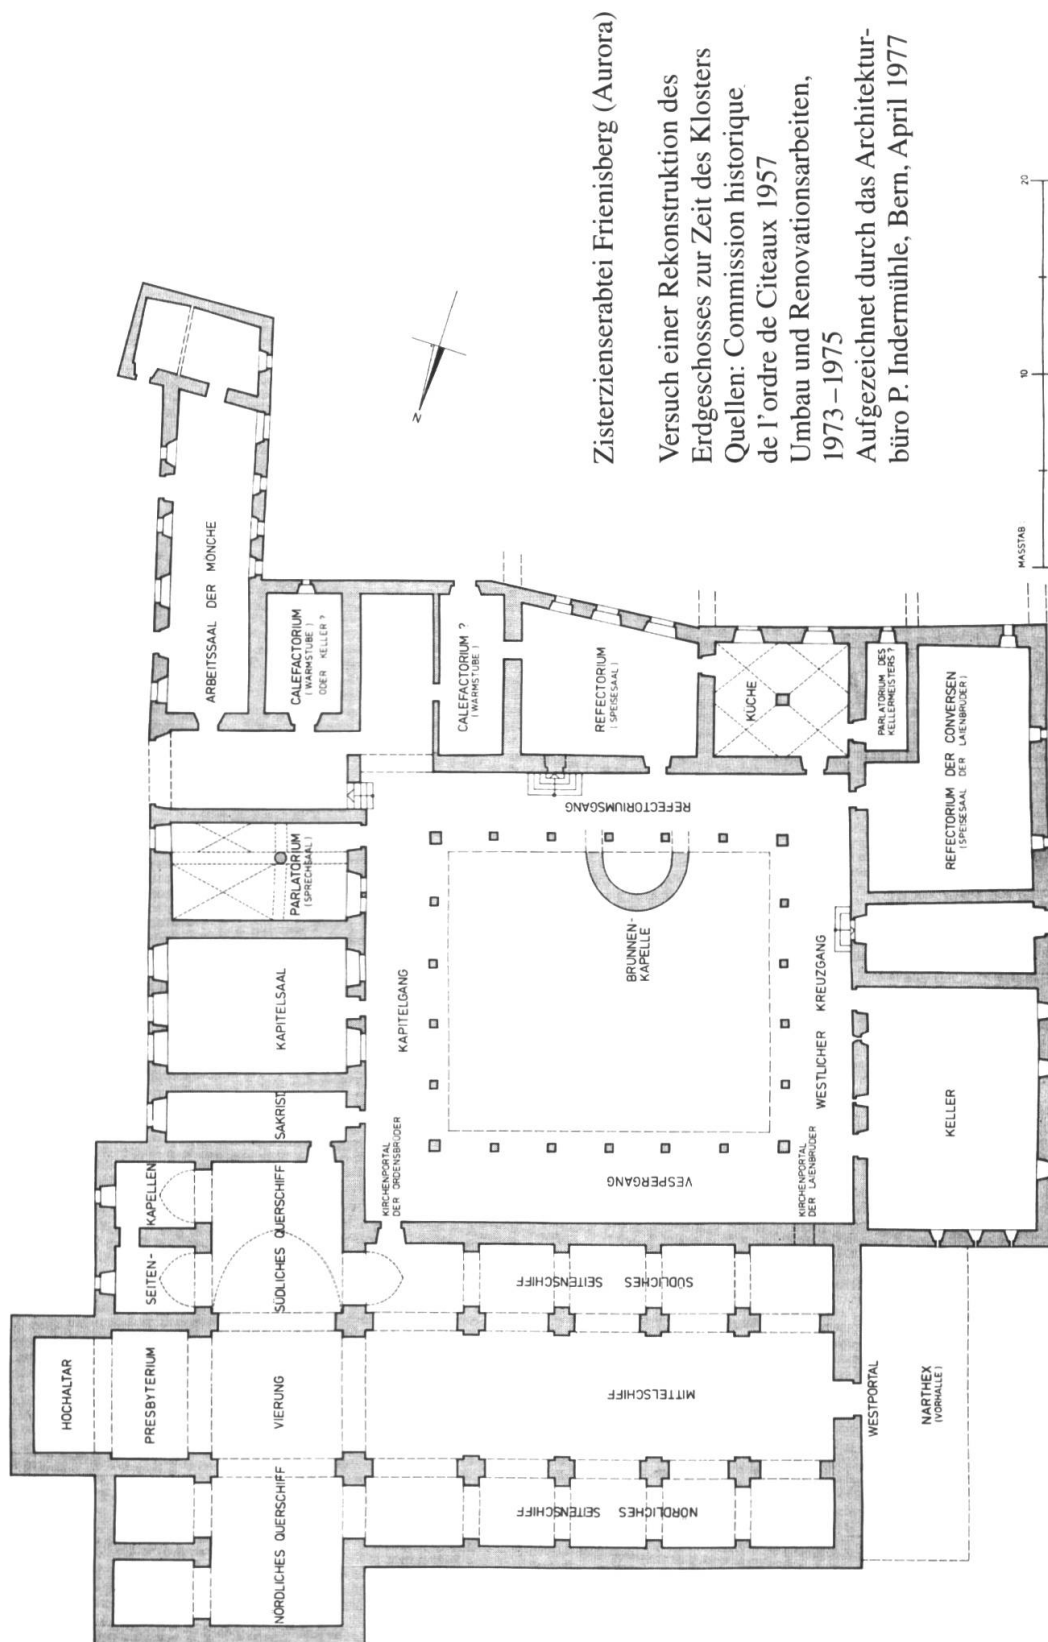 Zisterzienserabtei Frienisberg (Aurora)
Versuch einer Rekonstruktion des
Erdgeschosses zur Zeit des Klosters
Quellen: Commission historique
de l'ordre de Citeaux 1957
Umbau und Renovationsarbeiten,
1973–1975
Aufgezeichnet durch das Architektur-
büro P. Indermühle, Bern, April 1977
N
MASSTAB
10
20
HOCHALTAR
PRESBYTERIUM
VIERUNG
NÖRDLICHES QUERSCHIFF
SÜDLICHES QUERSCHIFF
SEITEN-
KAPELLEN
SAKRIST
KAPITELSAAL
PARLATORIUM
(SPRECHSAAL)
ARBEITSSAAL DER MÖNCHE
CALEFACTORIUM
(WARMSTUBE)
ODER KELLER ?
CALEFACTORIUM ?
(WARMSTUBE)
REFECTORIUM
(SPEISESAAL)
KÜCHE
PARLATORIUM DES
KELLERMEISTERS ?
REFECTORIUM DER CONVERSEN
(SPEISESAAL DER LAIENBRÜDER)
KELLER
KIRCHENPORTAL
DER ORDENSBRÜDER
KAPITELGANG
REFECTORIUMSGANG
BRUNNEN-
KAPELLE
VESPERGANG
WESTLICHER KREUZGANG
KIRCHENPORTAL
DER LAIENBRÜDER
SÜDLICHES SEITENSCHIFF
MITTELSCHIFF
NÖRDLICHES SEITENSCHIFF
WESTPORTAL
NARTHEX
(VORHALLE)